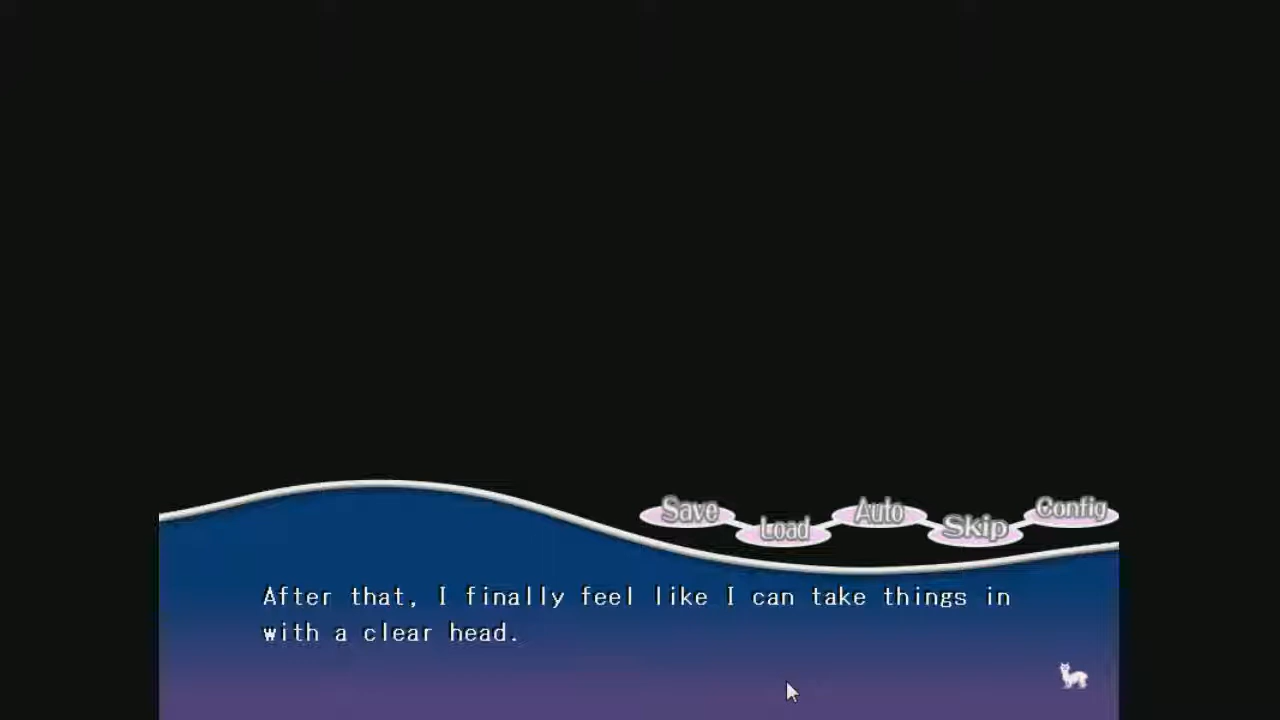 Save
Load
Auto
Skip
Config
After that, I finally feel like I can take things in
with a clear head.